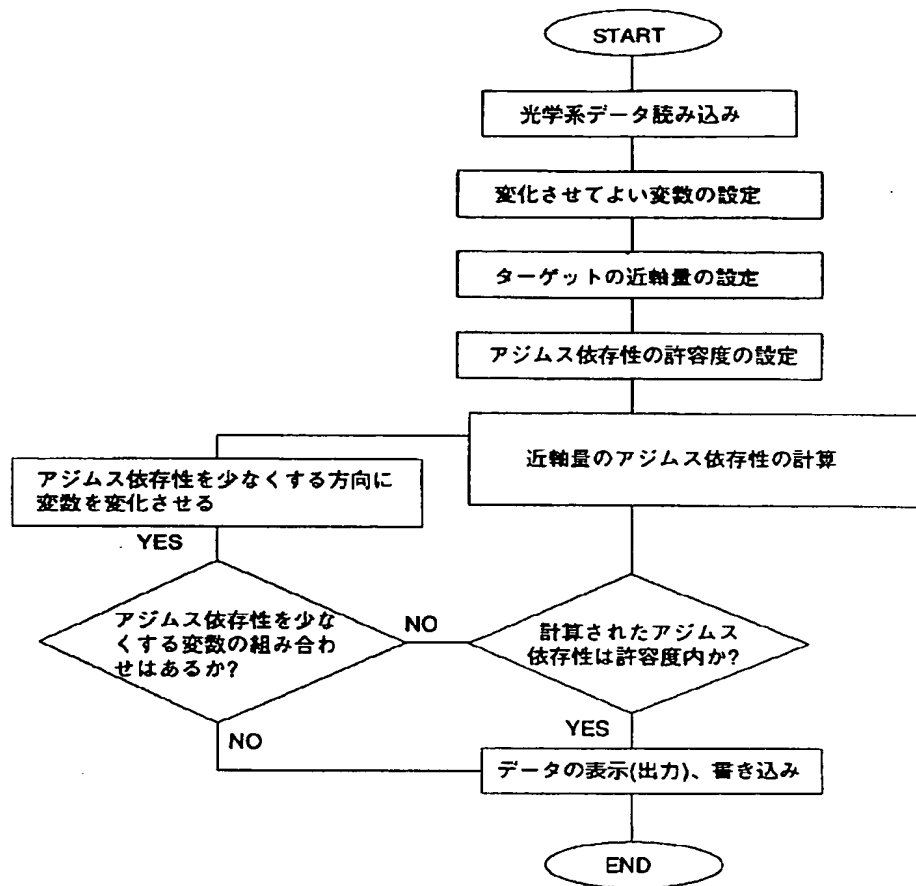 START
光学系データ読み込み
変化させてよい変数の設定
ターゲットの近軸量の設定
アジムス依存性の許容度の設定
近軸量のアジムス依存性の計算
アジムス依存性を少なくする方向に
変数を変化させる
YES
アジムス依存性を少な
くする変数の組み合わ
せはあるか?
NO
計算されたアジムス
依存性は許容度内か?
YES
NO
データの表示(出力)、書き込み
END